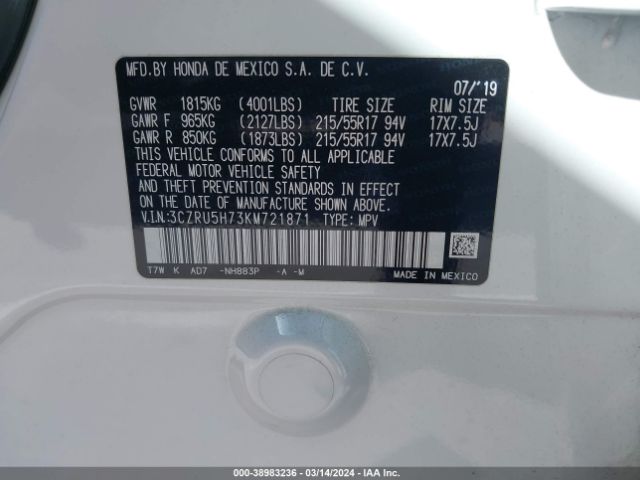 MFD.BY HONDA DE MEXICO S.A. DE C.V.
07/'19
GVWR 1815KG (4001LBS) TIRE SIZE RIM SIZE
GAWR F 965KG (2127LBS) 215/55R17 94V 17X7.5J
GAWR R 850KG (1873LBS) 215/55R17 94V 17X7.5J
THIS VEHICLE CONFORMS TO ALL APPLICABLE
FEDERAL MOTOR VEHICLE SAFETY
AND THEFT PREVENTION STANDARDS IN EFFECT
ON THE DATE OF MANUFACTURE SHOWN ABOVE.
V.I.N:3CZRU5H73KM721871 TYPE: MPV
T7W K AD7 -NH883P -A -M
MADE IN MEXICO
000-38983236 - 03/14/2024 - IAA Inc.